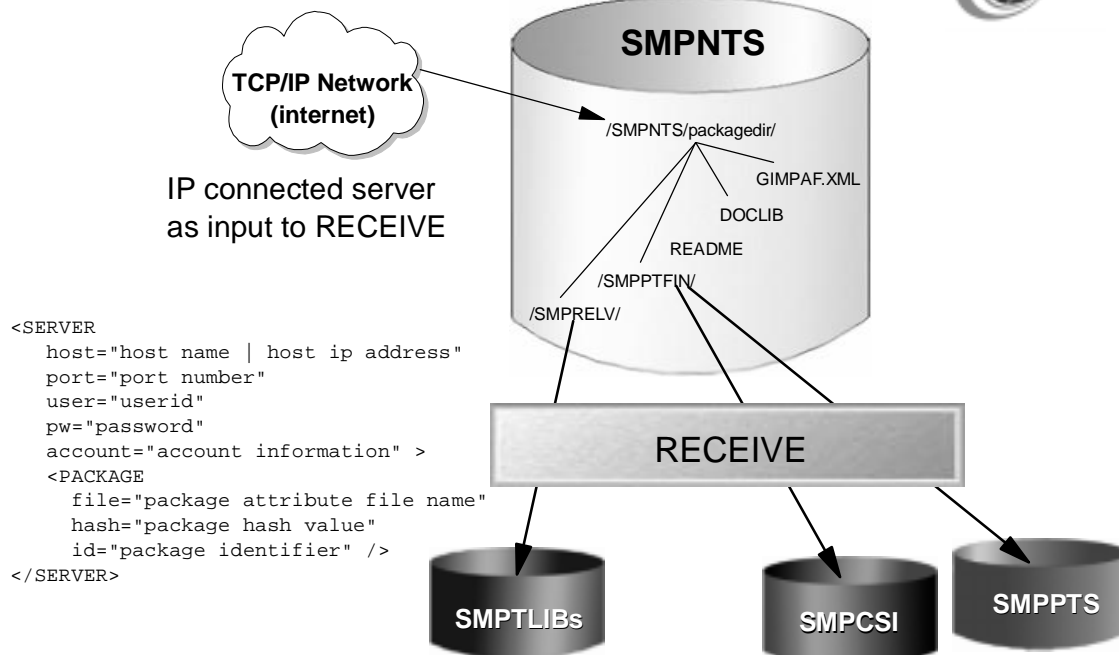 SMPNTS
TCP/IP Network
(internet)
/SMPNTS/packagedir/
GIMPAF.XML
DOCLIB
README
/SMPPTFIN/
/SMPRELV/
IP connected server
as input to RECEIVE
<SERVER
host="host name | host ip address"
port="port number"
user="userid"
pw="password"
account="account information" >
<PACKAGE
file="package attribute file name"
hash="package hash value"
id="package identifier" />
</SERVER>
RECEIVE
SMPTLIBs
SMPCSI
SMPPTS